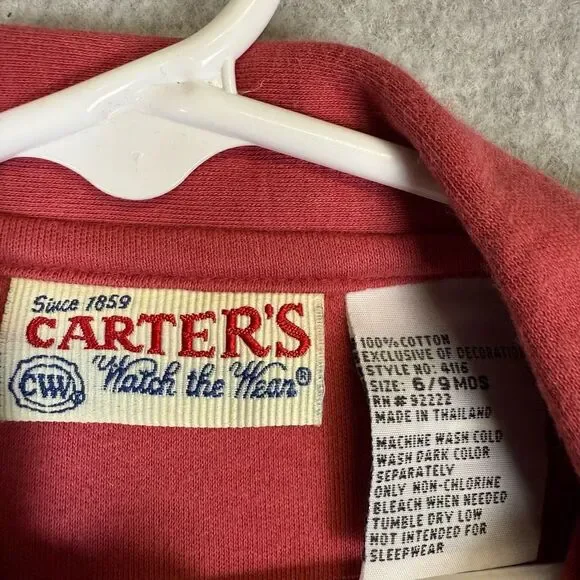 Since 1859
CARTER'S
Watch the Wear®
CWW®
100% COTTON
EXCLUSIVE OF DECORATION
STYLE NO: 4116
SIZE: 6/9 MOS
RN# 92222
MADE IN THAILAND
MACHINE WASH COLD
WASH DARK COLOR
SEPARATELY
ONLY NON-CHLORINE
BLEACH WHEN NEEDED
TUMBLE DRY LOW
NOT INTENDED FOR
SLEEPWEAR